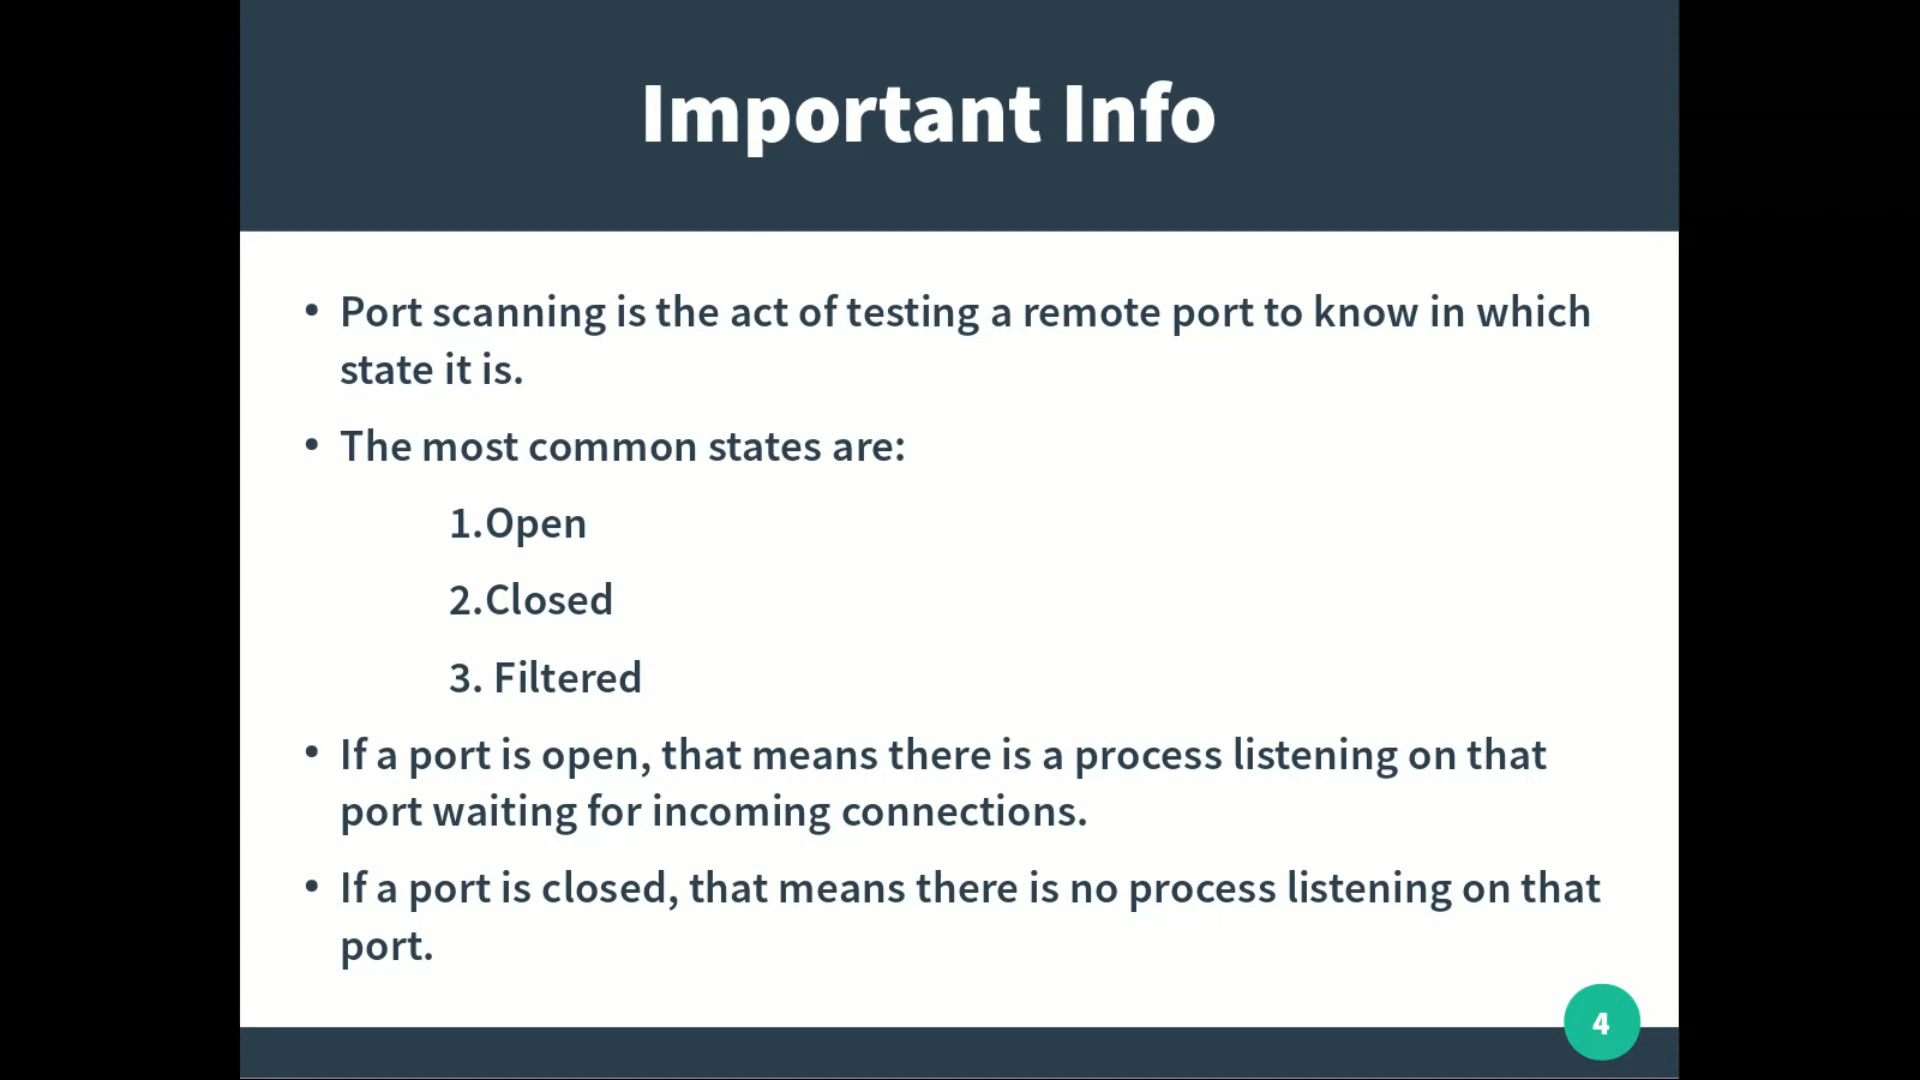 Important Info
• Port scanning is the act of testing a remote port to know in which
state it is.
• The most common states are:
1.Open
2.Closed
3. Filtered
• If a port is open, that means there is a process listening on that
port waiting for incoming connections.
• If a port is closed, that means there is no process listening on that
port.
4